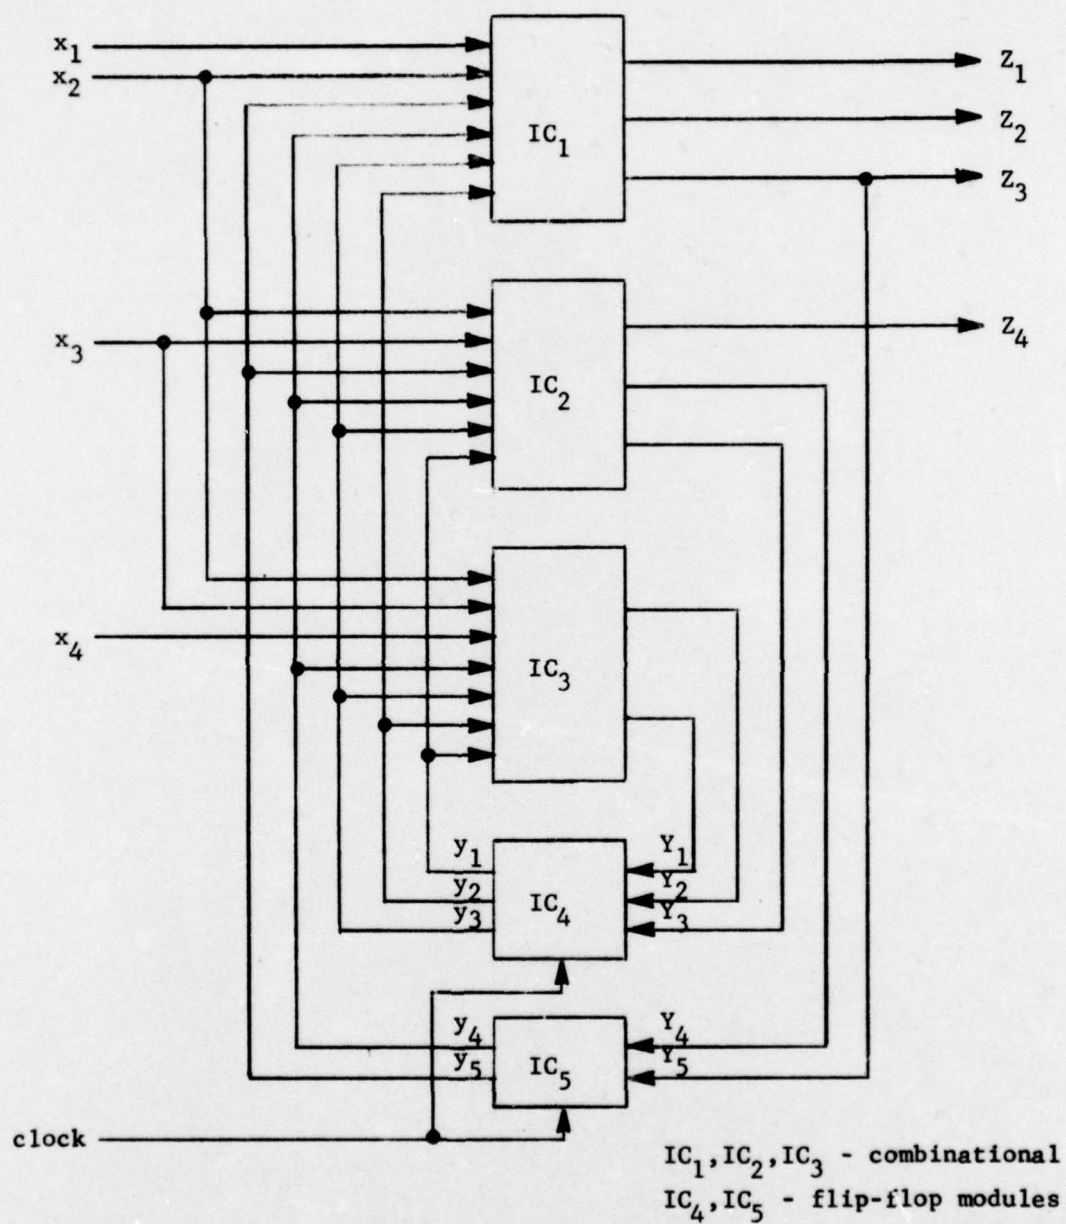 x1
x2
IC1
Z1
Z2
Z3
x3
IC2
Z4
x4
IC3
y1
y2
y3
IC4
Y1
Y2
Y3
y4
y5
IC5
Y4
Y5
clock
IC1,IC2,IC3 - combinational
IC4,IC5 - flip-flop modules